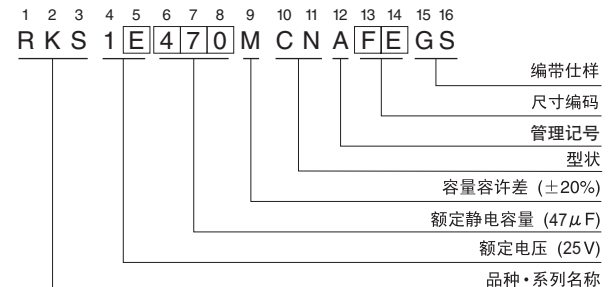 1 2 3 4 5 6 7 8 9 10 11 12 13 14 15 16
R K S 1 E 4 7 0 M C N A F E G S
编带仕样
尺寸编码
管理记号
型状
容量容许差 (±20%)
额定静电容量 (47μF)
额定电压 (25V)
品种・系列名称